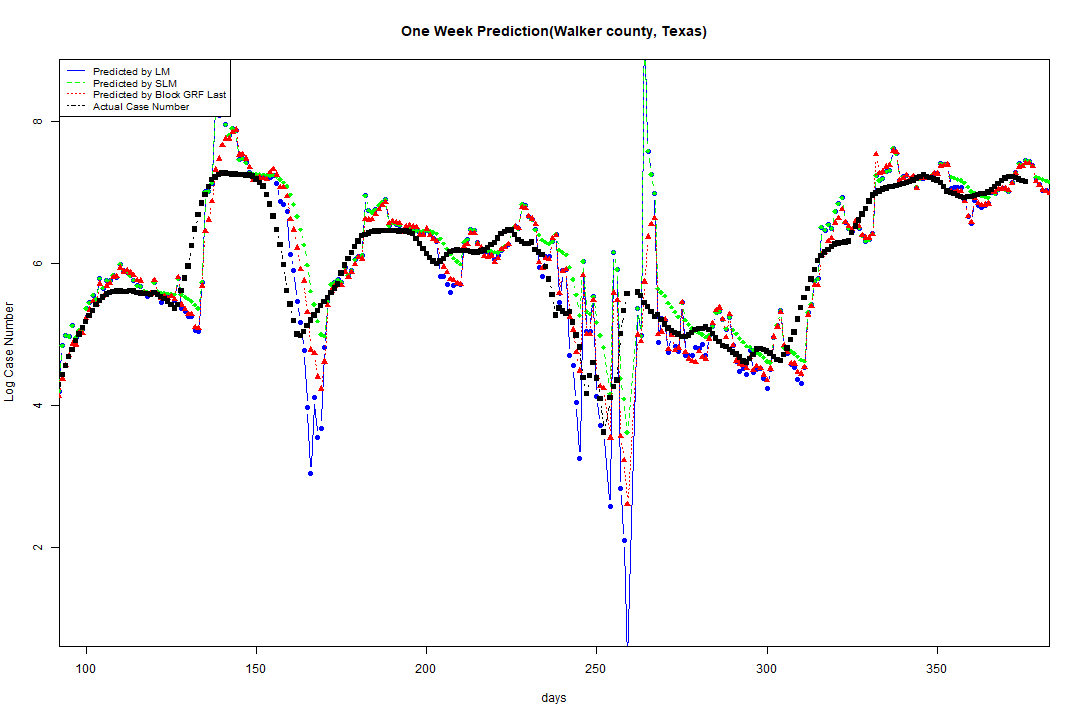 One Week Prediction(Walker county, Texas)
Predicted by LM
Predicted by SLM
Predicted by Block GRF Last
Actual Case Number
8
6
4
2
Log Case Number
100 150 200 250 300 350
days